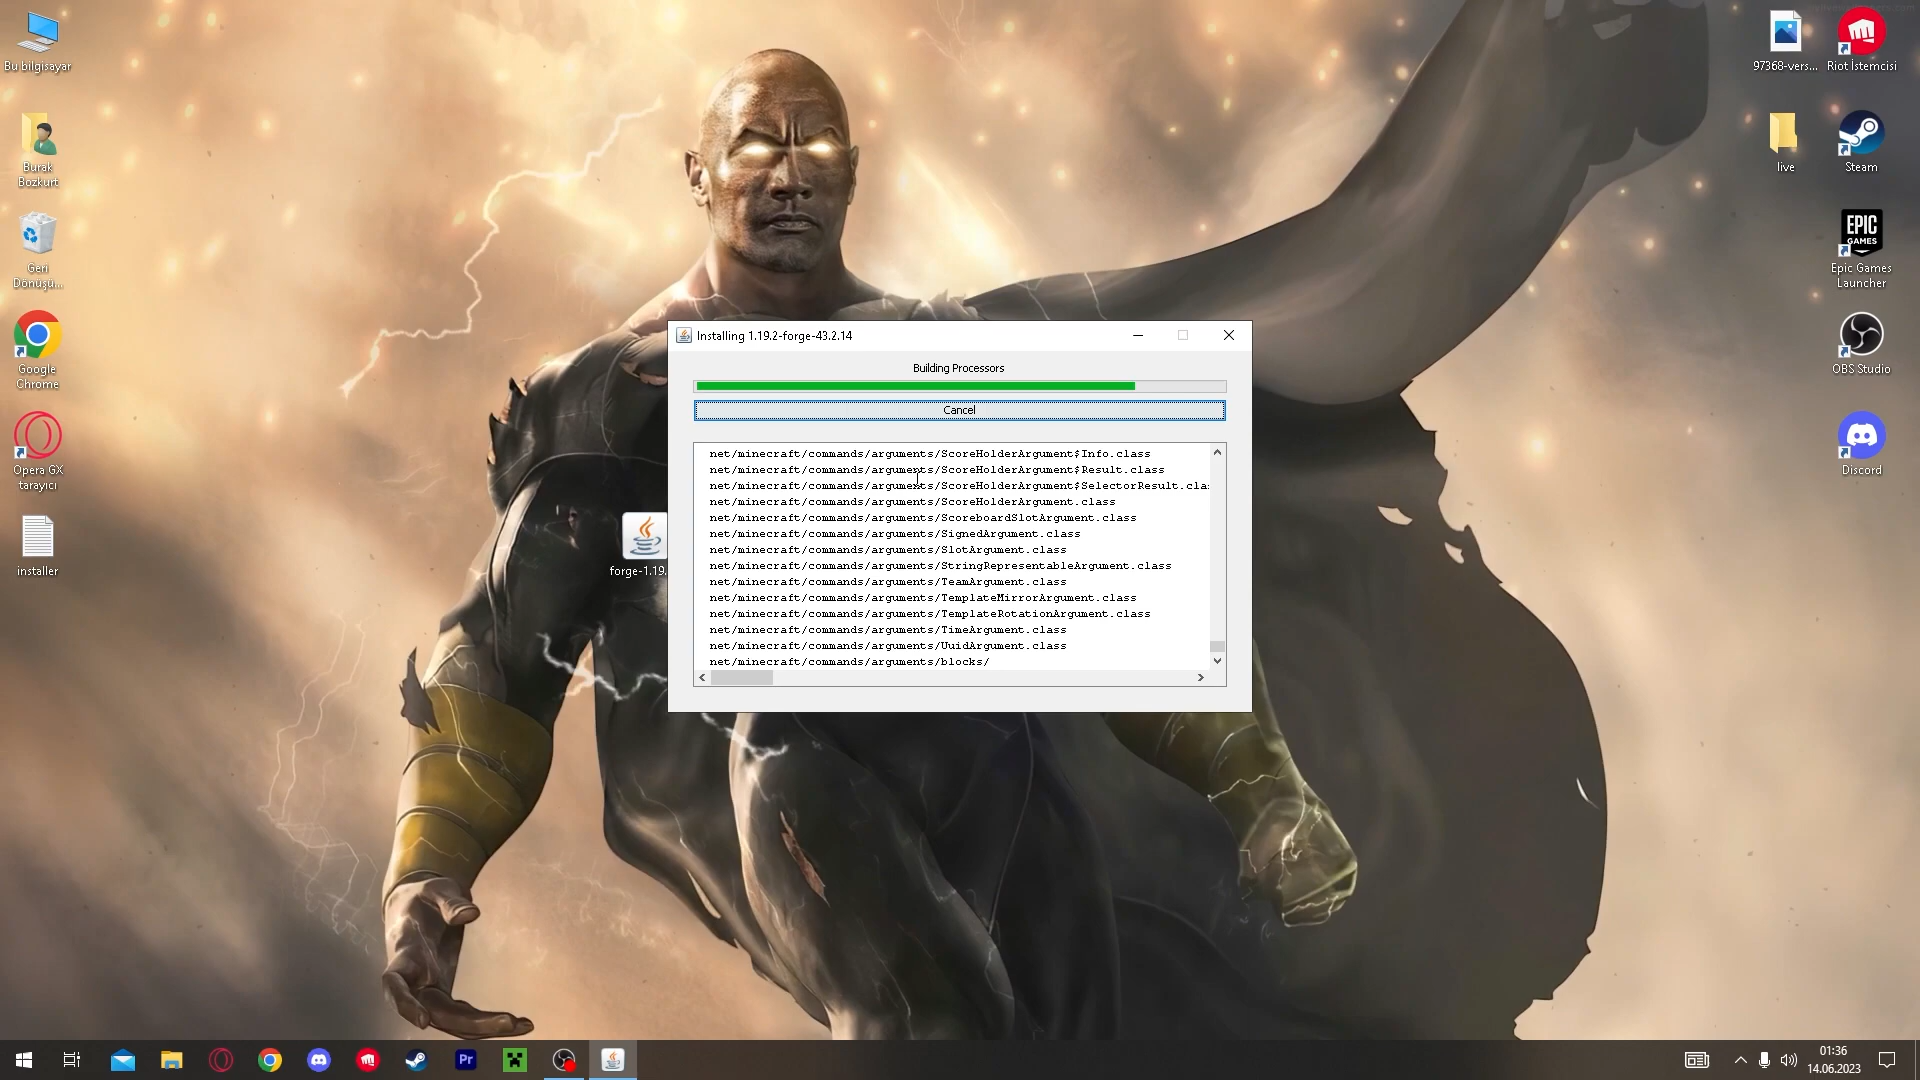 Bu bilgisayar
Burak
Bozkurt
Geri
Dönüşü...
Google
Chrome
Opera GX
tarayıcı
installer
97368-vers...
Riot İstemcisi
live
Steam
EPIC
GAMES
Epic Games
Launcher
OBS Studio
Discord
forge-1.19.
Installing 1.19.2-forge-43.2.14
Building Processors
Cancel
net/minecraft/commands/arguments/ScoreHolderArgument$Info.class
net/minecraft/commands/arguments/ScoreHolderArgument$Result.class
net/minecraft/commands/arguments/ScoreHolderArgument$SelectorResult.cla
net/minecraft/commands/arguments/ScoreHolderArgument.class
net/minecraft/commands/arguments/ScoreboardSlotArgument.class
net/minecraft/commands/arguments/SignedArgument.class
net/minecraft/commands/arguments/SlotArgument.class
net/minecraft/commands/arguments/StringRepresentableArgument.class
net/minecraft/commands/arguments/TeamArgument.class
net/minecraft/commands/arguments/TemplateMirrorArgument.class
net/minecraft/commands/arguments/TemplateRotationArgument.class
net/minecraft/commands/arguments/TimeArgument.class
net/minecraft/commands/arguments/UuidArgument.class
net/minecraft/commands/arguments/blocks/
Pr
01:36
14.06.2023